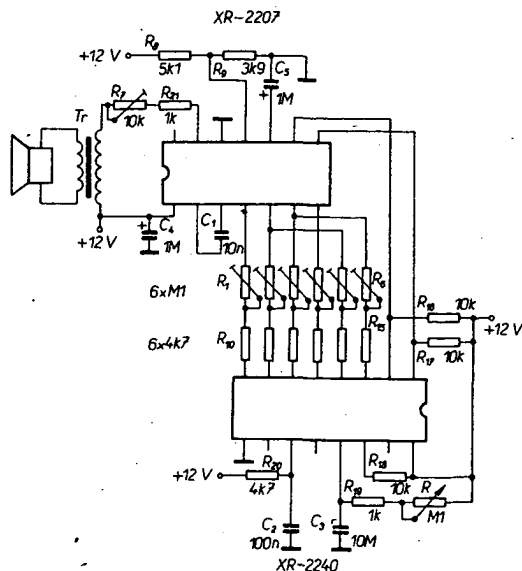 XR-2207
+12 V
R8
5k1
R9
3k9
C5
1M
+
Tr
R7
10k
R21
1k
+12 V
+
C4
1M
C1
10n
6xM1
R1
R6
6x4k7
R10
R15
R16
10k
+12 V
R17
10k
+12 V
R20
4k7
R18
10k
R19
1k
R
M1
C2
100n
C3
10M
XR-2240